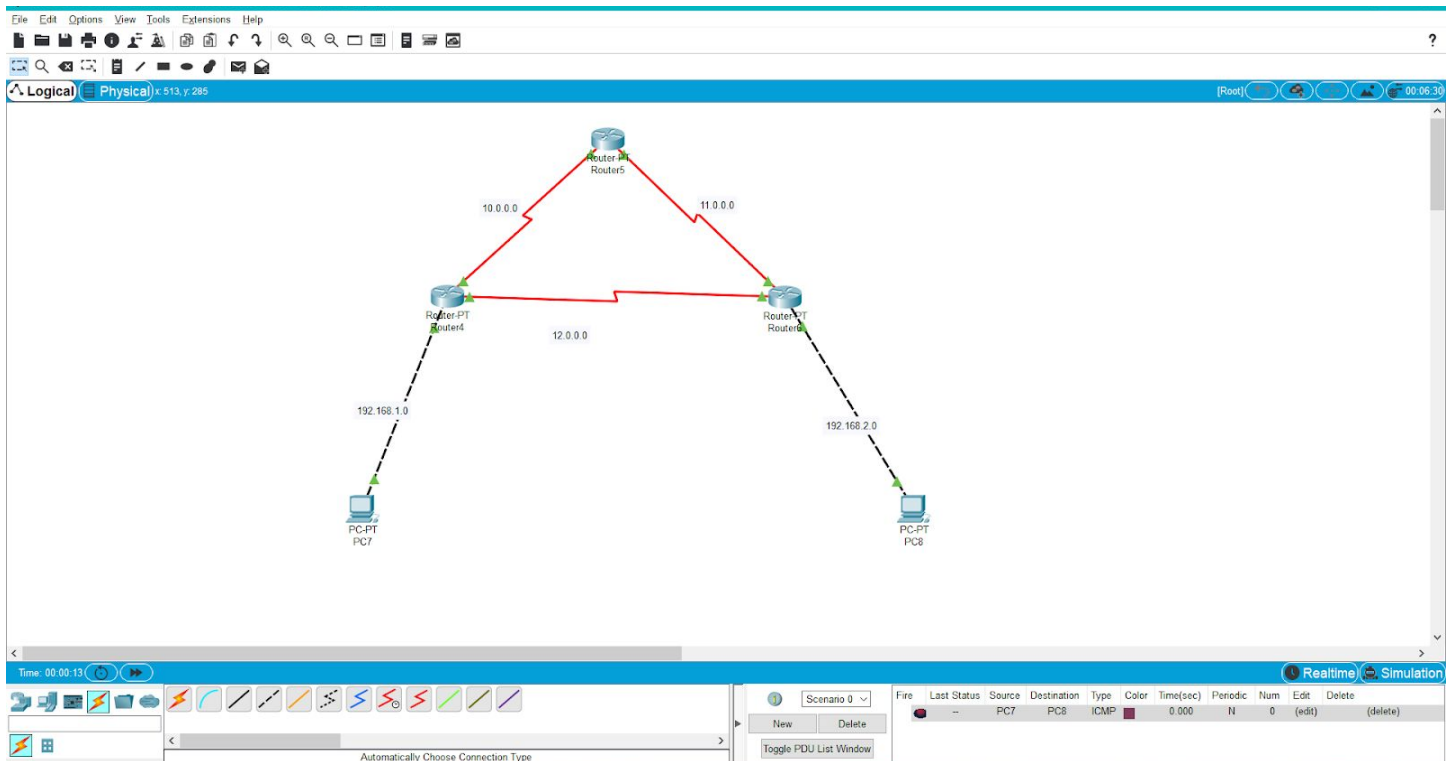 File Edit Options View Tools Extensions Help
?
Logical Physical x: 513, y: 285 [Root] 00:06:30
Router-PT
Router5
10.0.0.0
11.0.0.0
Router-PT
Router4
Router-PT
12.0.0.0
192.168.1.0
192.168.2.0
PC-PT
PC7
PC-PT
PC8
Time: 00:00:13 Realtime Simulation
Scenario 0
New Delete
Toggle PDU List Window
Fire Last Status Source Destination Type Color Time(sec) Periodic Num Edit Delete
-- PC7 PC8 ICMP 0.000 N 0 (edit) (delete)
Automatically Choose Connection Type